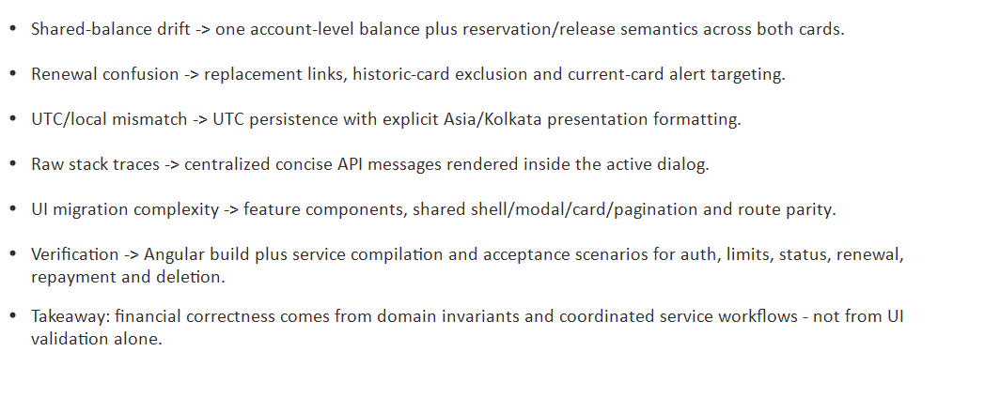 • Shared-balance drift -> one account-level balance plus reservation/release semantics across both cards.
• Renewal confusion -> replacement links, historic-card exclusion and current-card alert targeting.
• UTC/local mismatch -> UTC persistence with explicit Asia/Kolkata presentation formatting.
• Raw stack traces -> centralized concise API messages rendered inside the active dialog.
• UI migration complexity -> feature components, shared shell/modal/card/pagination and route parity.
• Verification -> Angular build plus service compilation and acceptance scenarios for auth, limits, status, renewal,
repayment and deletion.
• Takeaway: financial correctness comes from domain invariants and coordinated service workflows - not from UI
validation alone.